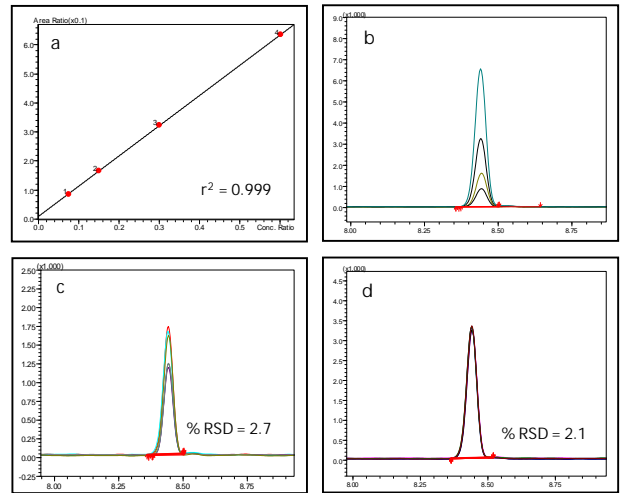 Area Ratio(x0.1)
a
6.0
5.0
4.0
3.0
2.0
1.0
0.0
1
2
3
4
r² = 0.999
0.0 0.1 0.2 0.3 0.4 0.5 Conc. Ratio
(x1,000)
b
9.0
8.0
7.0
6.0
5.0
4.0
3.0
2.0
1.0
0.0
8.00 8.25 8.50 8.75
(x1,000)
c
2.50
2.25
2.00
1.75
1.50
1.25
1.00
0.75
0.50
0.25
0.00
-0.25
% RSD = 2.7
8.00 8.25 8.50 8.75
(x1,000)
d
4.5
4.0
3.5
3.0
2.5
2.0
1.5
1.0
0.5
0.0
% RSD = 2.1
8.00 8.25 8.50 8.75